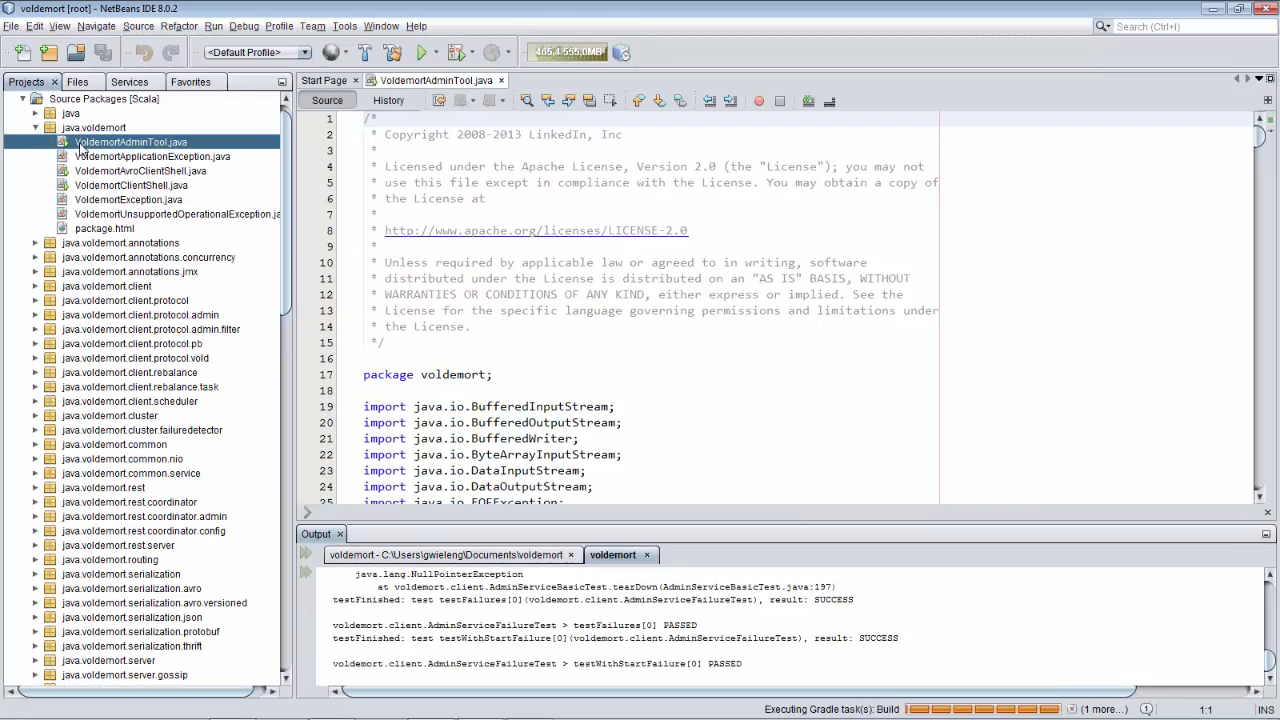 voldemort [root] - NetBeans IDE 8.0.2
File Edit View Navigate Source Refactor Run Debug Profile Team Tools Window Help
Search (Ctrl+I)
<Default Profile>
465,4.555,0MB
Projects Files Services Favorites
Source Packages [Scala]
java
java.voldemort
VoldemortAdminTool.java
VoldemortApplicationException.java
VoldemortAvroClientShell.java
VoldemortClientShell.java
VoldemortException.java
VoldemortUnsupportedOperationalException.ja
package.html
java.voldemort.annotations
java.voldemort.annotations.concurrency
java.voldemort.annotations.jmx
java.voldemort.client
java.voldemort.client.protocol
java.voldemort.client.protocol.admin
java.voldemort.client.protocol.admin.filter
java.voldemort.client.protocol.pb
java.voldemort.client.protocol.vold
java.voldemort.client.rebalance
java.voldemort.client.rebalance.task
java.voldemort.client.scheduler
java.voldemort.cluster
java.voldemort.cluster.failuredetector
java.voldemort.common
java.voldemort.common.nio
java.voldemort.common.service
java.voldemort.rest
java.voldemort.rest.coordinator
java.voldemort.rest.coordinator.admin
java.voldemort.rest.coordinator.config
java.voldemort.rest.server
java.voldemort.routing
java.voldemort.serialization
java.voldemort.serialization.avro
java.voldemort.serialization.avro.versioned
java.voldemort.serialization.json
java.voldemort.serialization.protobuf
java.voldemort.serialization.thrift
java.voldemort.server
java.voldemort.server.gossip
Start Page VoldemortAdminTool.java
Source History
1 /*
2 * Copyright 2008-2013 LinkedIn, Inc
3 *
4 * Licensed under the Apache License, Version 2.0 (the "License"); you may not
5 * use this file except in compliance with the License. You may obtain a copy of
6 * the License at
7 *
8 * http://www.apache.org/licenses/LICENSE-2.0
9 *
10 * Unless required by applicable law or agreed to in writing, software
11 * distributed under the License is distributed on an "AS IS" BASIS, WITHOUT
12 * WARRANTIES OR CONDITIONS OF ANY KIND, either express or implied. See the
13 * License for the specific language governing permissions and limitations under
14 * the License.
15 */
16
17 package voldemort;
18
19 import java.io.BufferedInputStream;
20 import java.io.BufferedOutputStream;
21 import java.io.BufferedWriter;
22 import java.io.ByteArrayInputStream;
23 import java.io.DataInputStream;
24 import java.io.DataOutputStream;
25 import java.io.EOFException;
Output
voldemort - C:\Users\gwieleng\Documents\voldemort voldemort
java.lang.NullPointerException
at voldemort.client.AdminServiceBasicTest.tearDown(AdminServiceBasicTest.java:197)
testFinished: test testFailures[0](voldemort.client.AdminServiceFailureTest), result: SUCCESS
voldemort.client.AdminServiceFailureTest > testFailures[0] PASSED
testFinished: test testWithStartFailure[0](voldemort.client.AdminServiceFailureTest), result: SUCCESS
voldemort.client.AdminServiceFailureTest > testWithStartFailure[0] PASSED
Executing Gradle task(s): Build (1 more...) 1:1 INS